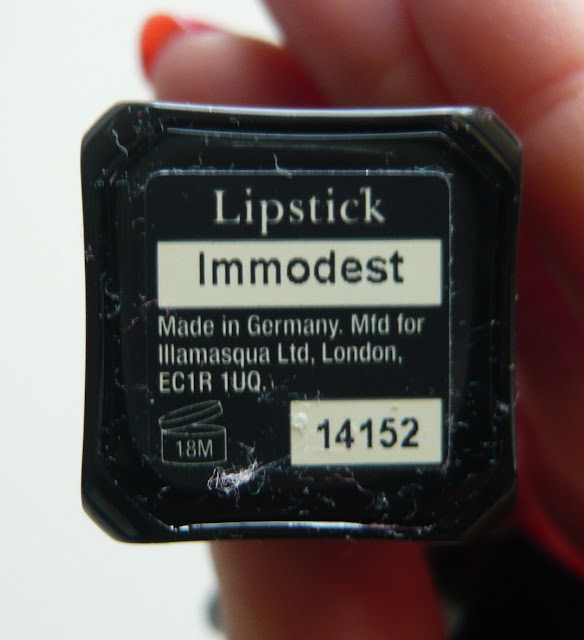 Lipstick
Immodest
Made in Germany. Mfd for
Illamasqua Ltd, London,
EC1R 1UQ.
18M
14152